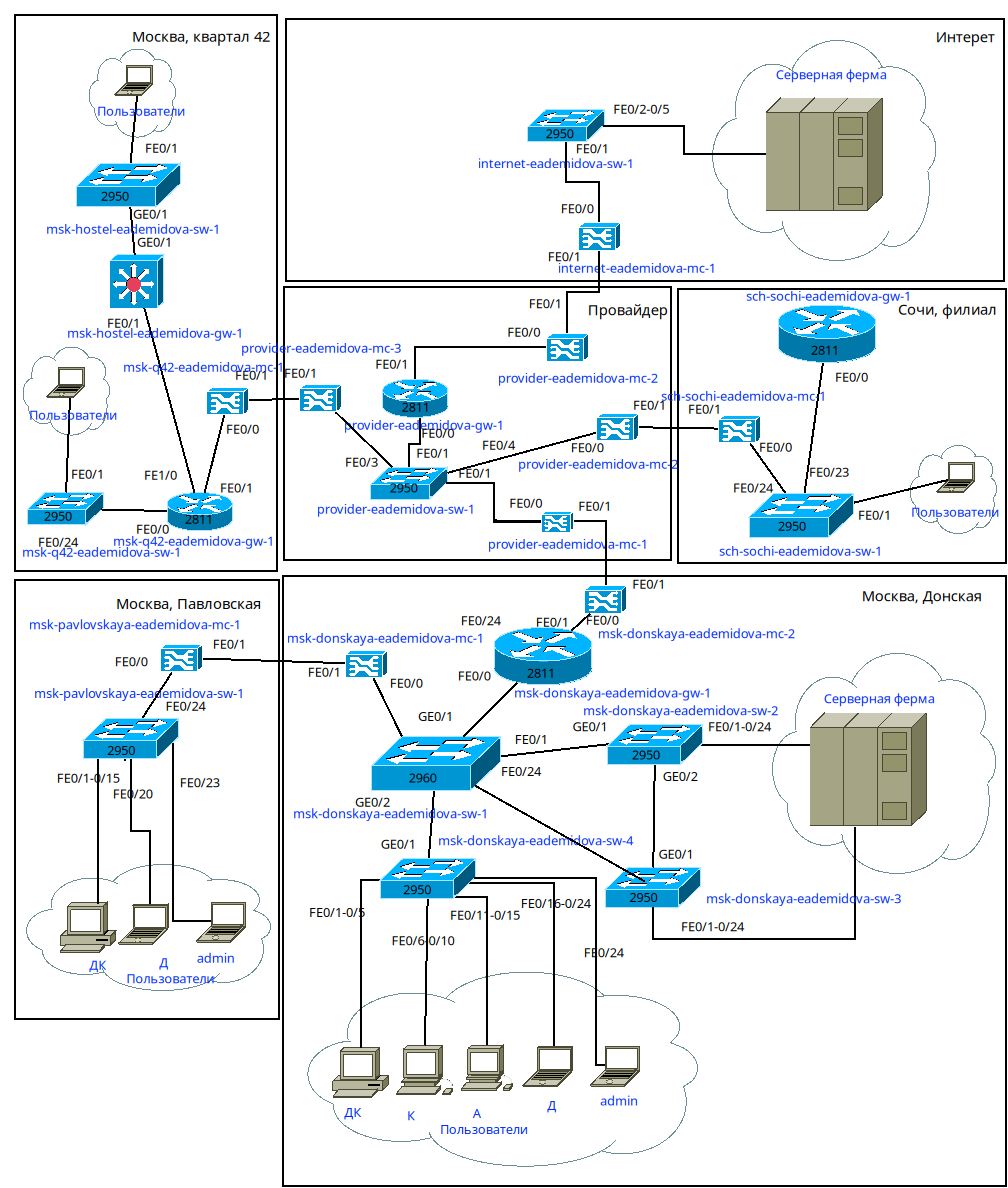 Москва, квартал 42
Пользователи
FE0/1
2950
GE0/1
msk-hostel-eademidova-sw-1
GE0/1
FE0/1
msk-hostel-eademidova-gw-1
msk-q42-eademidova-mc-1
FE0/1
Пользователи
FE0/0
FE0/1
FE1/0
FE0/1
2950
2811
FE0/0
FE0/24
msk-q42-eademidova-gw-1
msk-q42-eademidova-sw-1
Интерет
Серверная ферма
FE0/2-0/5
2950
FE0/1
internet-eademidova-sw-1
FE0/0
FE0/1
internet-eademidova-mc-1
Провайдер
FE0/1
FE0/0
provider-eademidova-mc-3
FE0/1
FE0/1
provider-eademidova-mc-2
2811
provider-eademidova-gw-1
FE0/0
FE0/1
FE0/1
FE0/4
FE0/0
FE0/3
provider-eademidova-mc-2
FE0/1
2950
provider-eademidova-sw-1
FE0/0
FE0/1
provider-eademidova-mc-1
sch-sochi-eademidova-gw-1
Сочи, филиал
2811
FE0/0
sch-sochi-eademidova-mc-1
FE0/1
FE0/0
FE0/23
FE0/24
2950
FE0/1
Пользователи
sch-sochi-eademidova-sw-1
Москва, Павловская
msk-pavlovskaya-eademidova-mc-1
FE0/1
FE0/0
msk-pavlovskaya-eademidova-sw-1
FE0/24
2950
FE0/1-0/15
FE0/20
FE0/23
ДК
Д
admin
Пользователи
Москва, Донская
FE0/1
FE0/24
FE0/1
FE0/0
msk-donskaya-eademidova-mc-2
msk-donskaya-eademidova-mc-1
FE0/1
FE0/0
FE0/0
2811
msk-donskaya-eademidova-gw-1
msk-donskaya-eademidova-sw-2
Серверная ферма
GE0/1
FE0/1
GE0/1
FE0/1-0/24
2950
2960
FE0/24
GE0/2
GE0/2
msk-donskaya-eademidova-sw-1
GE0/1
msk-donskaya-eademidova-sw-4
GE0/1
2950
2950
msk-donskaya-eademidova-sw-3
FE0/1-0/5
FE0/11-0/15
FE0/16-0/24
FE0/1-0/24
FE0/6-0/10
FE0/24
ДК
К
А
Д
admin
Пользователи